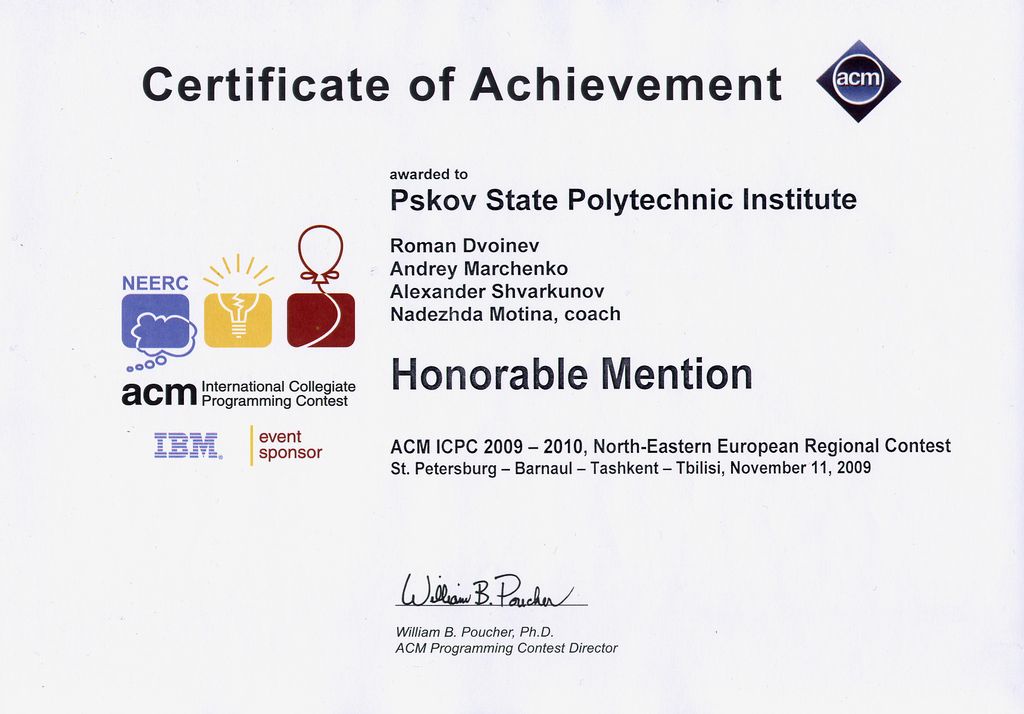 Certificate of Achievement
acm
awarded to
Pskov State Polytechnic Institute
Roman Dvoinev
Andrey Marchenko
Alexander Shvarkunov
Nadezhda Motina, coach
NEERC
acm International Collegiate
Programming Contest
IBM®
event
sponsor
Honorable Mention
ACM ICPC 2009 – 2010, North-Eastern European Regional Contest
St. Petersburg – Barnaul – Tashkent – Tbilisi, November 11, 2009
William B. Poucher
William B. Poucher, Ph.D.
ACM Programming Contest Director